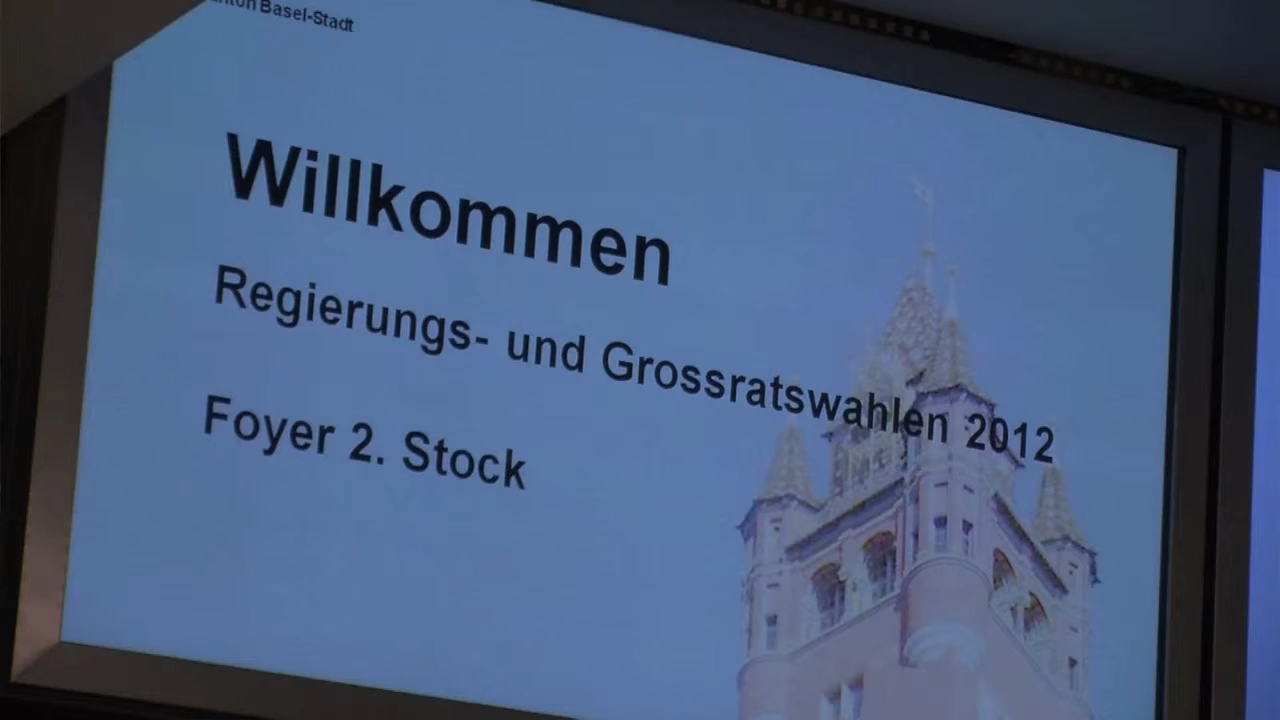 Basel-Stadt
Willkommen
Regierungs- und Grossratswahlen 2012
Foyer 2. Stock